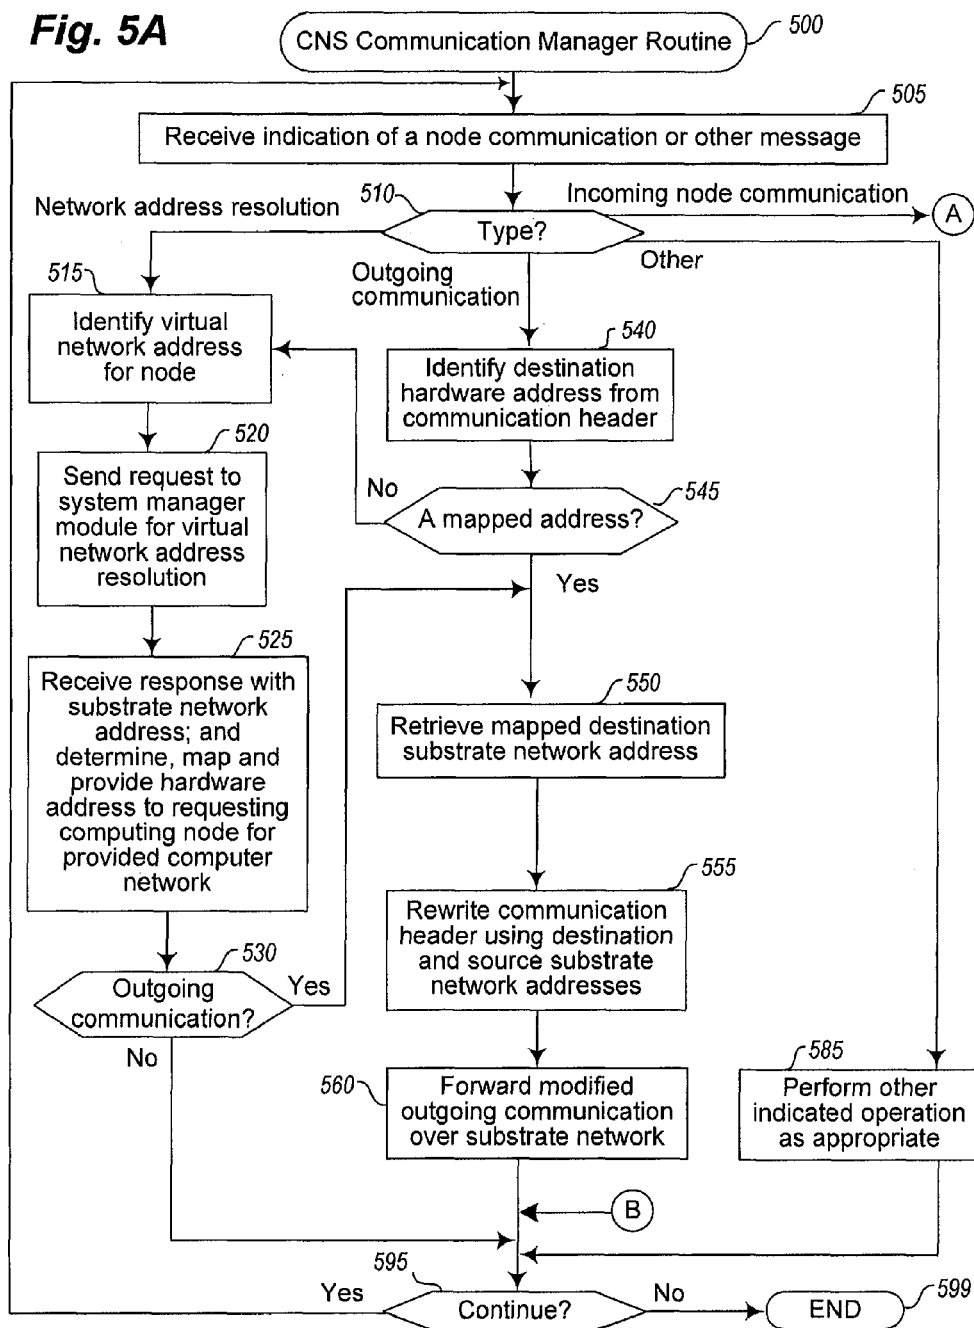 Fig. 5A
CNS Communication Manager Routine
500
505
Receive indication of a node communication or other message
Network address resolution
510
Type?
Incoming node communication
A
Other
Outgoing
communication
515
Identify virtual
network address
for node
540
Identify destination
hardware address from
communication header
520
Send request to
system manager
module for virtual
network address
resolution
No
545
A mapped address?
Yes
525
Receive response with
substrate network
address; and
determine, map and
provide hardware
address to requesting
computing node for
provided computer
network
550
Retrieve mapped destination
substrate network address
555
Rewrite communication
header using destination
and source substrate
network addresses
530
Outgoing
communication?
Yes
No
560
Forward modified
outgoing communication
over substrate network
585
Perform other
indicated operation
as appropriate
B
595
Yes
Continue?
No
END
599